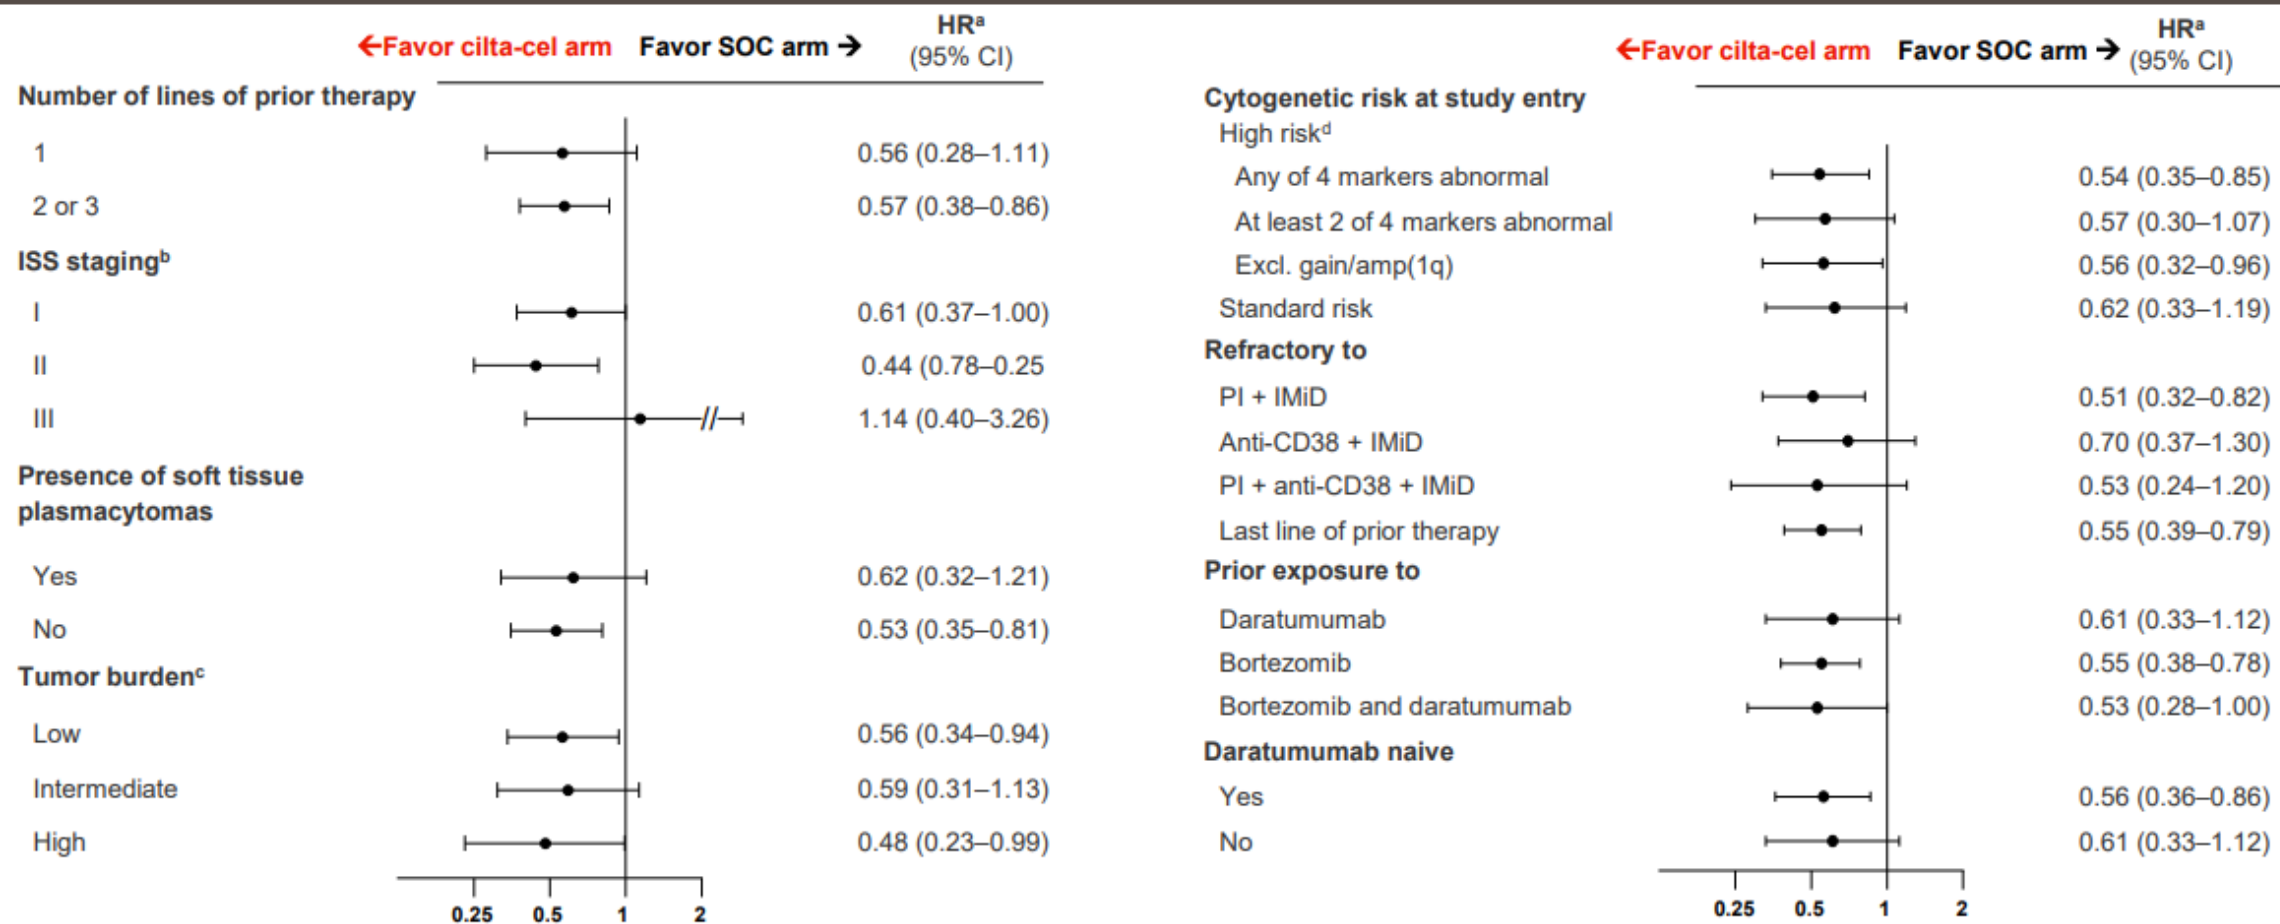 ←Favor cilta-cel arm Favor SOC arm → HRᵃ
(95% CI)
Number of lines of prior therapy
1 0.56 (0.28–1.11)
2 or 3 0.57 (0.38–0.86)
ISS stagingᵇ
I 0.61 (0.37–1.00)
II 0.44 (0.78–0.25
III 1.14 (0.40–3.26)
Presence of soft tissue
plasmacytomas
Yes 0.62 (0.32–1.21)
No 0.53 (0.35–0.81)
Tumor burdenᶜ
Low 0.56 (0.34–0.94)
Intermediate 0.59 (0.31–1.13)
High 0.48 (0.23–0.99)
0.25 0.5 1 2
←Favor cilta-cel arm Favor SOC arm → HRᵃ
(95% CI)
Cytogenetic risk at study entry
High riskᵈ
Any of 4 markers abnormal 0.54 (0.35–0.85)
At least 2 of 4 markers abnormal 0.57 (0.30–1.07)
Excl. gain/amp(1q) 0.56 (0.32–0.96)
Standard risk 0.62 (0.33–1.19)
Refractory to
PI + IMiD 0.51 (0.32–0.82)
Anti-CD38 + IMiD 0.70 (0.37–1.30)
PI + anti-CD38 + IMiD 0.53 (0.24–1.20)
Last line of prior therapy 0.55 (0.39–0.79)
Prior exposure to
Daratumumab 0.61 (0.33–1.12)
Bortezomib 0.55 (0.38–0.78)
Bortezomib and daratumumab 0.53 (0.28–1.00)
Daratumumab naive
Yes 0.56 (0.36–0.86)
No 0.61 (0.33–1.12)
0.25 0.5 1 2